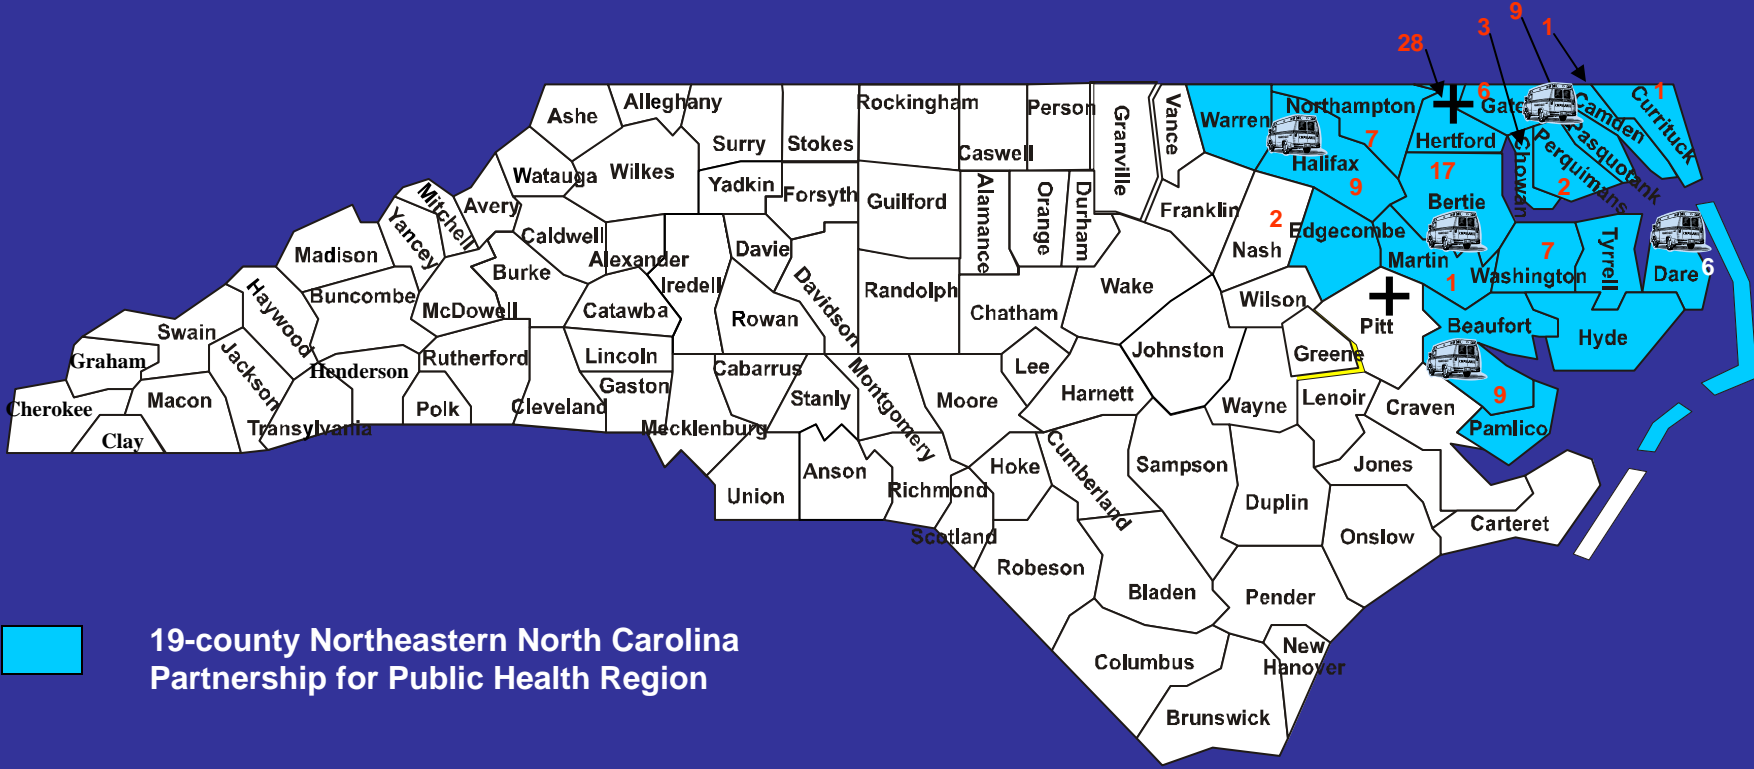 9
3
1
28
Ashe
Alleghany
Surry
Stokes
Rockingham
Caswell
Person
Granville
Vance
Warren
Northampton
7
Hertford
6
Gates
Camden
1
Currituck
Pasquotank
Perquimans
2
Chowan
Watauga
Wilkes
Yadkin
Forsyth
Guilford
Alamance
Orange
Durham
Franklin
Halifax
9
17
Bertie
Mitchell
Avery
Yancey
Caldwell
Alexander
Davie
Iredell
Nash
2
Edgecombe
Martin
1
Washington
7
Tyrrell
Dare
6
Madison
Buncombe
Burke
McDowell
Catawba
Rowan
Davidson
Randolph
Chatham
Wake
Wilson
Pitt
Beaufort
Hyde
Haywood
Swain
Graham
Jackson
Henderson
Rutherford
Lincoln
Gaston
Cabarrus
Stanly
Montgomery
Moore
Lee
Harnett
Johnston
Greene
Wayne
Lenoir
Craven
9
Pamlico
Cherokee
Macon
Clay
Transylvania
Polk
Cleveland
Mecklenburg
Union
Anson
Richmond
Hoke
Cumberland
Sampson
Duplin
Jones
Onslow
Carteret
Scotland
Robeson
Bladen
Pender
Columbus
New
Hanover
Brunswick
19-county Northeastern North Carolina
Partnership for Public Health Region